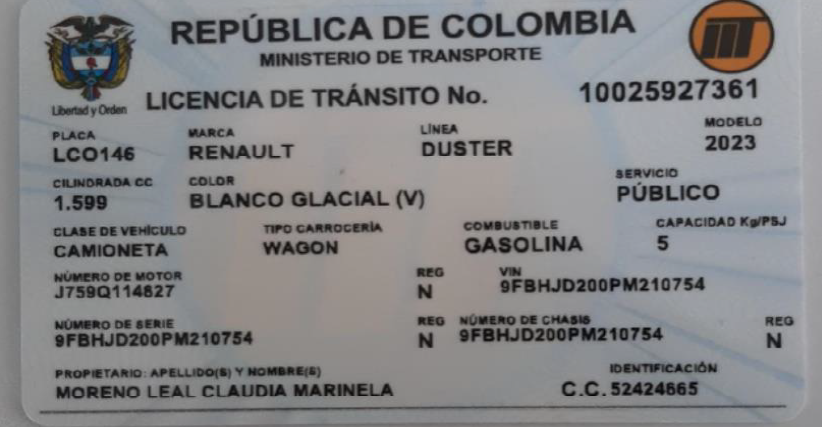 REPÚBLICA DE COLOMBIA
MINISTERIO DE TRANSPORTE
Libertad y Orden
LICENCIA DE TRÁNSITO No. 10025927361
PLACA MARCA LÍNEA MODELO
LCO146 RENAULT DUSTER 2023
CILINDRADA CC COLOR SERVICIO
1.599 BLANCO GLACIAL (V) PÚBLICO
CLASE DE VEHÍCULO TIPO CARROCERÍA COMBUSTIBLE CAPACIDAD Kg/PSJ
CAMIONETA WAGON GASOLINA 5
NÚMERO DE MOTOR REG VIN
J759Q114827 N 9FBHJD200PM210754
NÚMERO DE SERIE REG NÚMERO DE CHASIS REG
9FBHJD200PM210754 N 9FBHJD200PM210754 N
PROPIETARIO: APELLIDO(S) Y NOMBRE(S) IDENTIFICACIÓN
MORENO LEAL CLAUDIA MARINELA C.C. 52424665